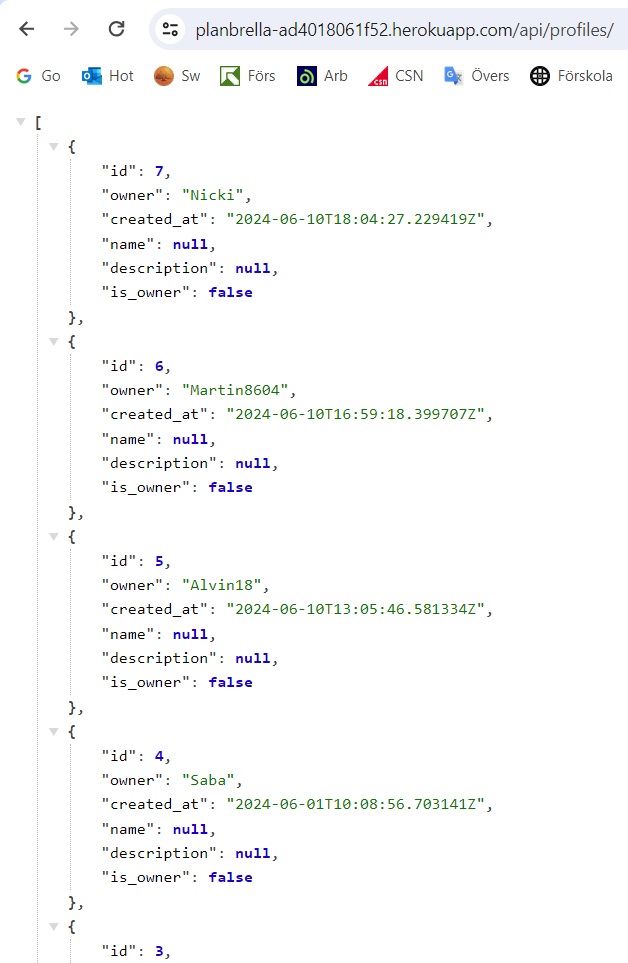 planbrella-ad4018061f52.herokuapp.com/api/profiles/
Go Hot Sw Förs Arb CSN Övers Förskola
[
{
"id": 7,
"owner": "Nicki",
"created_at": "2024-06-10T18:04:27.229419Z",
"name": null,
"description": null,
"is_owner": false
},
{
"id": 6,
"owner": "Martin8604",
"created_at": "2024-06-10T16:59:18.399707Z",
"name": null,
"description": null,
"is_owner": false
},
{
"id": 5,
"owner": "Alvin18",
"created_at": "2024-06-10T13:05:46.581334Z",
"name": null,
"description": null,
"is_owner": false
},
{
"id": 4,
"owner": "Saba",
"created_at": "2024-06-01T10:08:56.703141Z",
"name": null,
"description": null,
"is_owner": false
},
{
"id": 3,